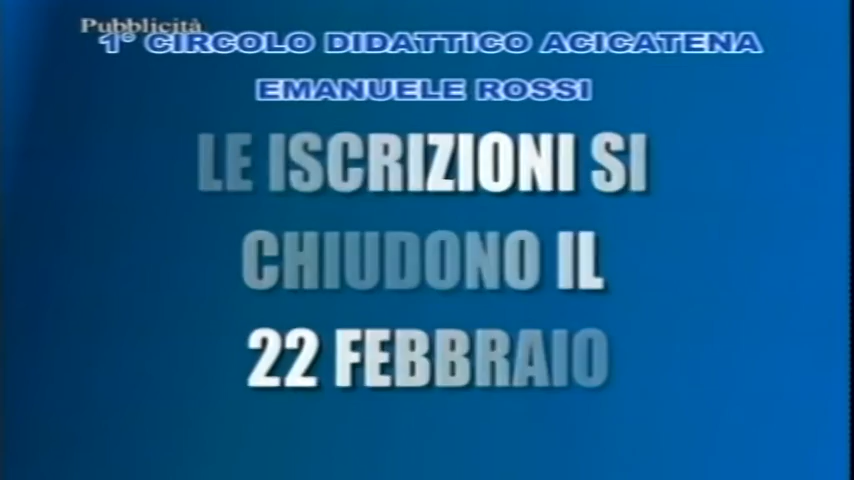 Pubblicità
1° CIRCOLO DIDATTICO ACICATENA
EMANUELE ROSSI
LE ISCRIZIONI SI
CHIUDONO IL
22 FEBBRAIO